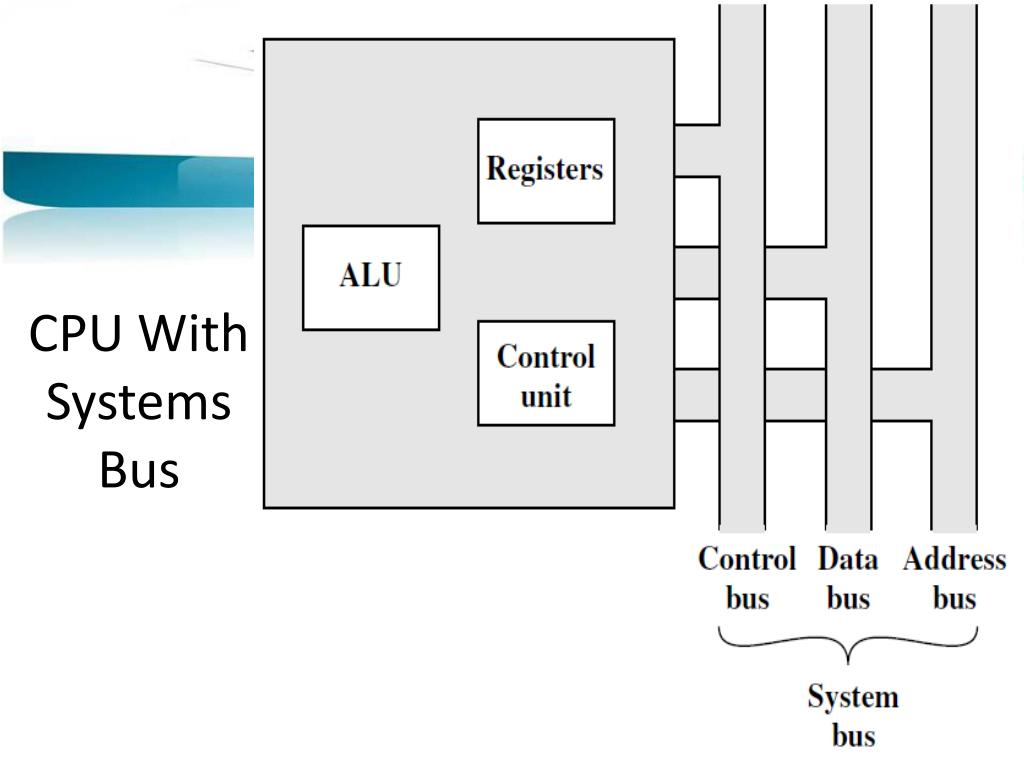 CPU With
Systems
Bus
Registers
ALU
Control
unit
Control
bus
Data
bus
Address
bus
System
bus